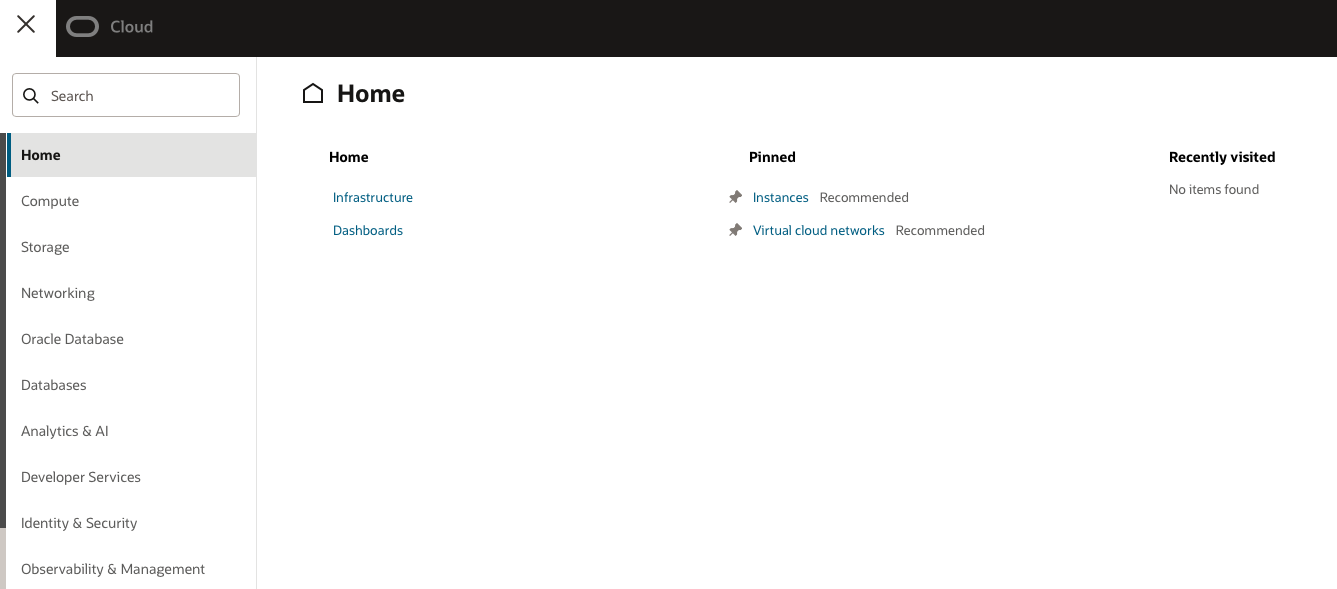 Cloud
Search
Home
Compute
Storage
Networking
Oracle Database
Databases
Analytics & AI
Developer Services
Identity & Security
Observability & Management
Home
Home
Infrastructure
Dashboards
Pinned
Instances Recommended
Virtual cloud networks Recommended
Recently visited
No items found